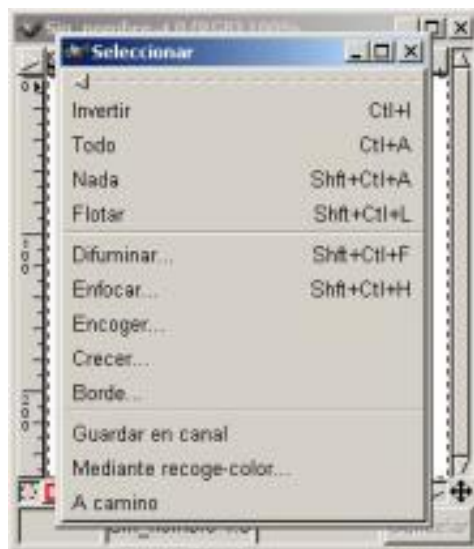 Seleccionar
Invertir Ctl+I
Todo Ctl+A
Nada Shft+Ctl+A
Flotar Shft+Ctl+L
Difuminar... Shft+Ctl+F
Enfocar... Shft+Ctl+H
Encoger...
Crecer...
Borde...
Guardar en canal
Mediante recoge-color...
A camino